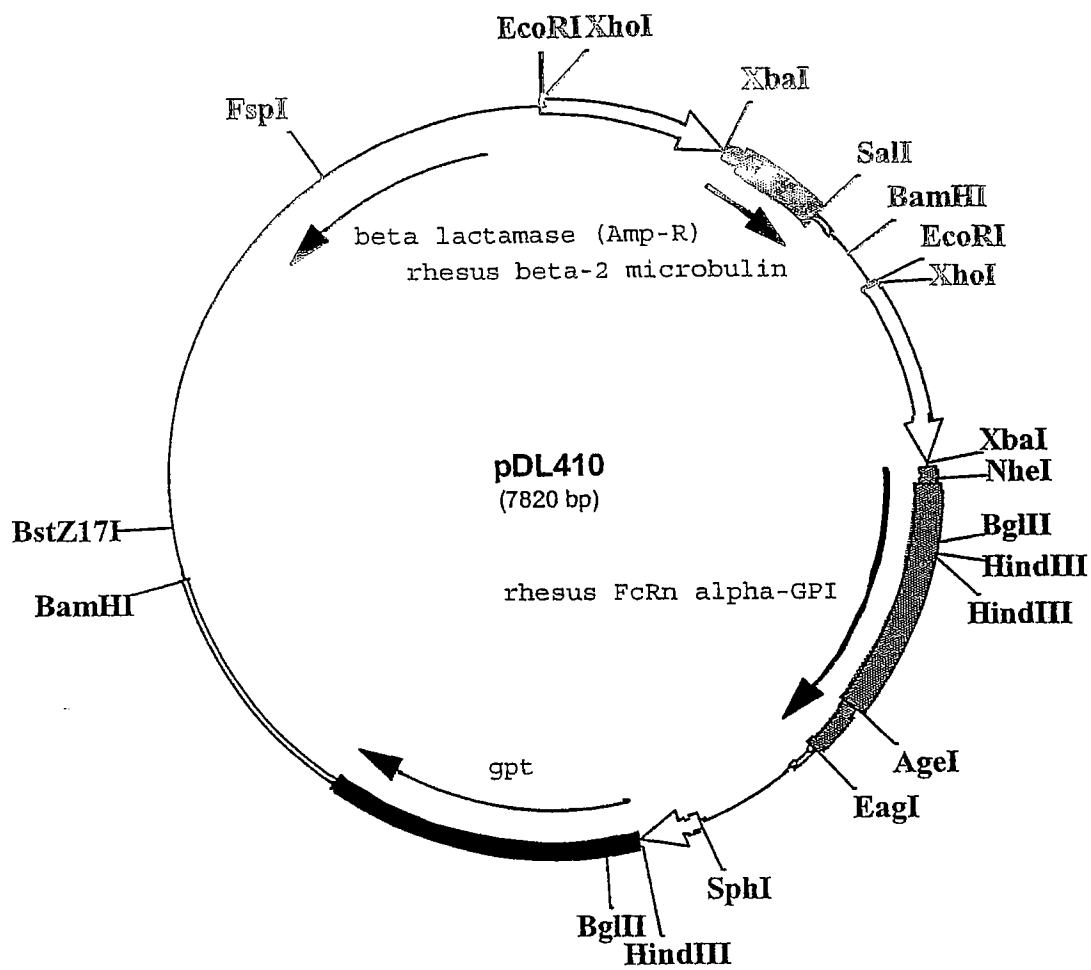 EcoRI XhoI
XbaI
FspI
SalI
BamHI
beta lactamase (Amp-R)
EcoRI
rhesus beta-2 microbulin
XhoI
XbaI
pDL410
NheI
(7820 bp)
BglII
BstZ17I
HindIII
rhesus FcRn alpha-GPI
BamHI
HindIII
AgeI
gpt
EagI
SphI
BglII
HindIII